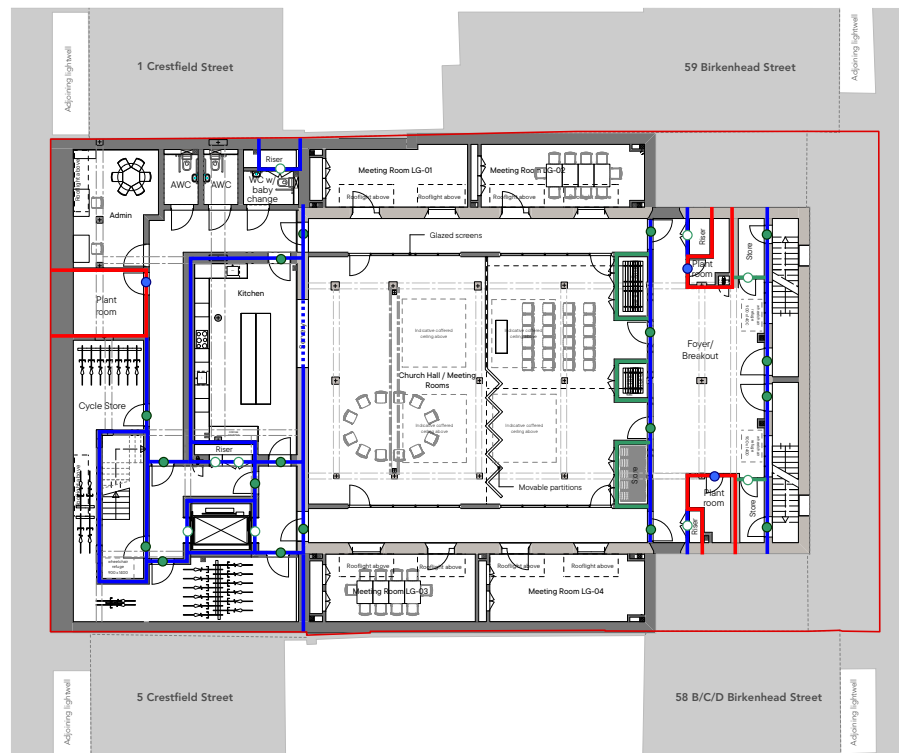 1 Crestfield Street
59 Birkenhead Street
Adjoining lightwell
Adjoining lightwell
Riser
Meeting Room LG-01
Meeting Room LG-02
AWC
AWC
WC w/
baby
change
Rooflight above
Rooflight above
Rooflight above
Rooflight above
Admin
Glazed screens
Riser
Store
Plant
room
Kitchen
Plant
room
Indicative coffered
ceiling above
Indicative coffered
ceiling above
Foyer/
Breakout
Church Hall / Meeting
Rooms
Cycle Store
Indicative coffered
ceiling above
Indicative coffered
ceiling above
Riser
Store
Movable partitions
Plant
room
Riser
Store
wheelchair
refuge
Rooflight above
Rooflight above
Rooflight above
Rooflight above
Meeting Room LG-03
Meeting Room LG-04
5 Crestfield Street
58 B/C/D Birkenhead Street
Adjoining lightwell
Adjoining lightwell